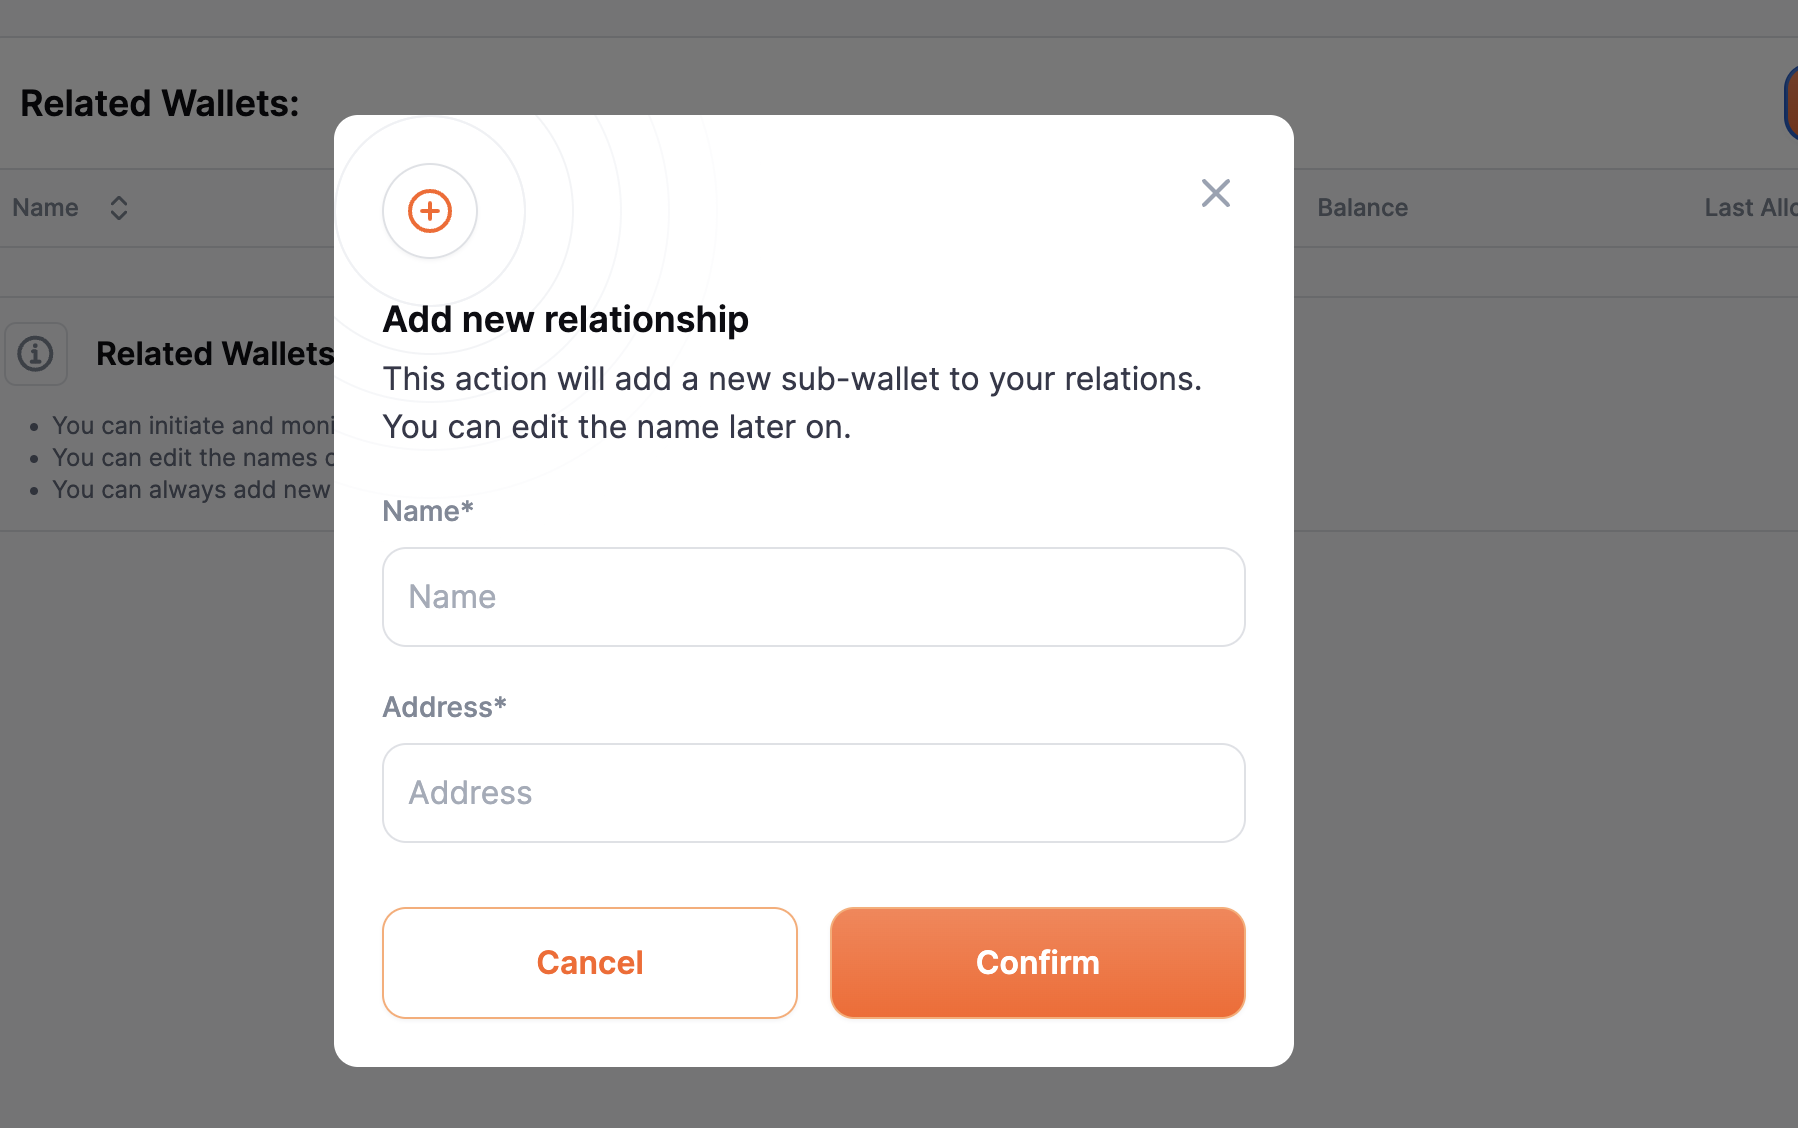 Related Wallets:
Name
Balance
Last
Add new relationship
This action will add a new sub-wallet to your relations.
You can edit the name later on.
Name*
Name
Address*
Address
Cancel
Confirm
Related Wallets
You can initiate and
You can edit the names
You can always add new